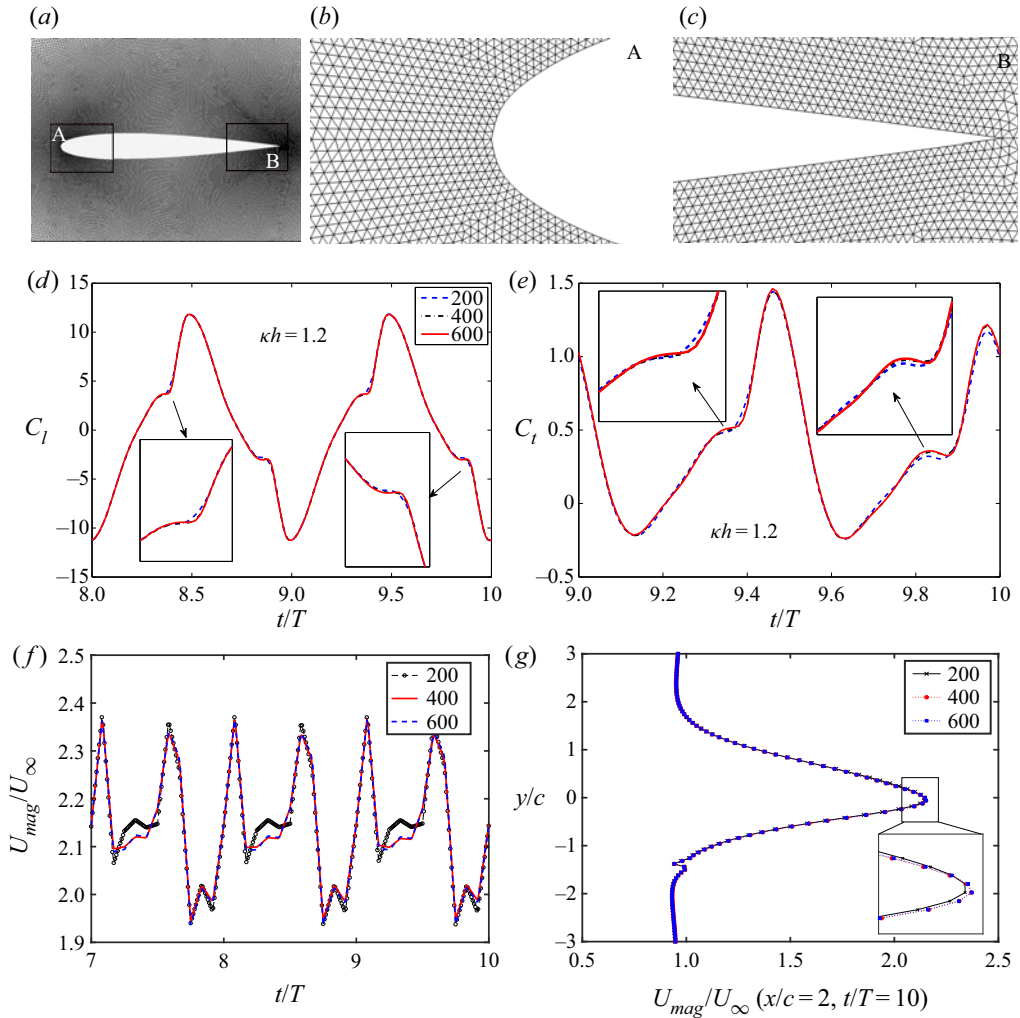 (a)
A
B
(b)
A
(c)
B
(d)
15
10
5
0
−5
−10
−15
C_l
κh = 1.2
200
400
600
8.0
8.5
9.0
9.5
10
t/T
(e)
1.5
1.0
0.5
0
−0.5
C_t
κh = 1.2
9.0
9.2
9.4
9.6
9.8
10
t/T
(f)
2.5
2.3
2.2
2.1
2.0
1.9
U_mag/U_∞
200
400
600
7
8
9
10
t/T
(g)
3
2
1
0
−1
−2
−3
y/c
200
400
600
0.5
1.0
1.5
2.0
2.5
U_mag/U_∞ (x/c = 2, t/T = 10)